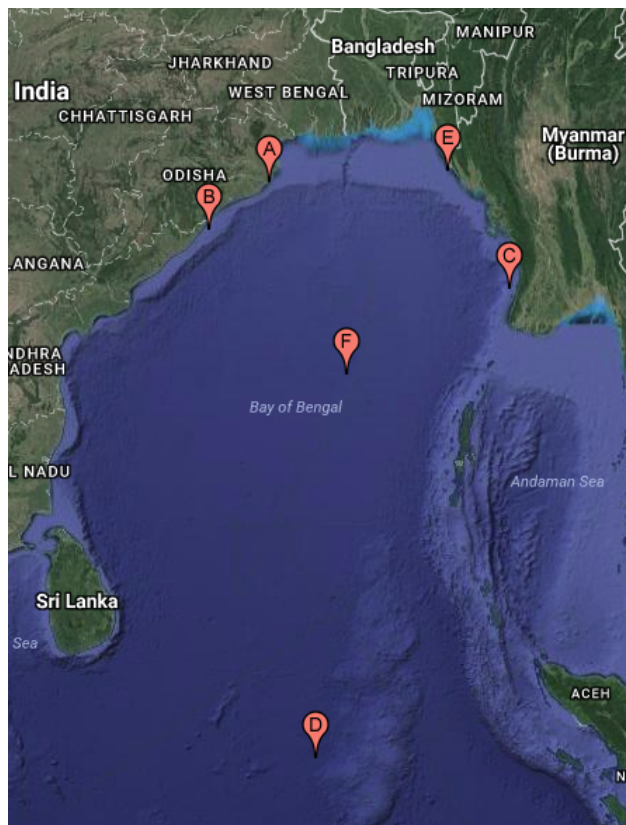 MANIPUR
Bangladesh
JHARKHAND
TRIPURA
India
WEST BENGAL
MIZORAM
CHHATTISGARH
Myanmar
(Burma)
A
E
ODISHA
B
C
LANGANA
F
NDHRA
ADESH
Bay of Bengal
L NADU
Andaman Sea
Sri Lanka
Sea
ACEH
D
N